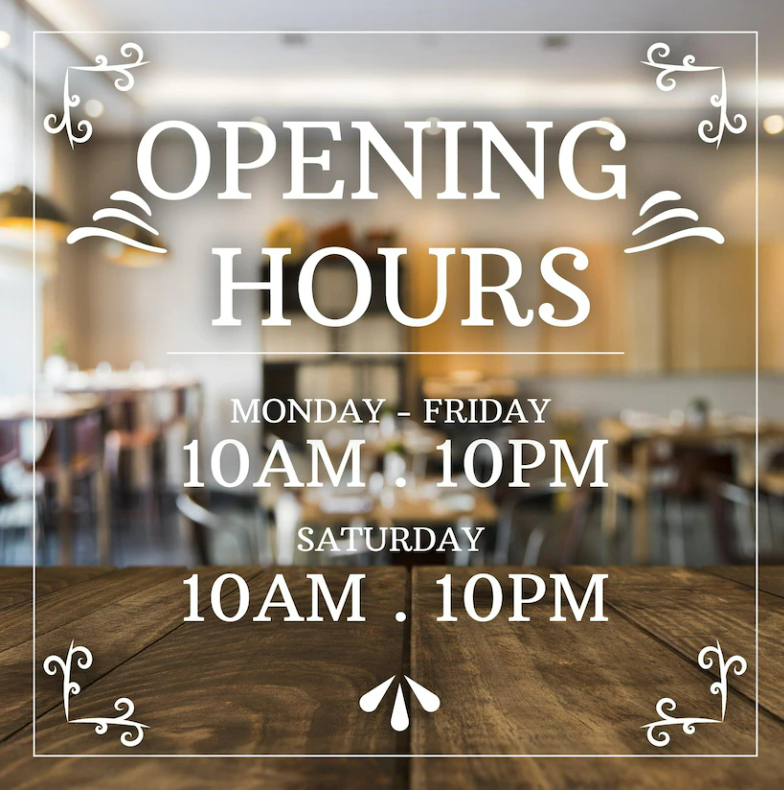 OPENING
HOURS
MONDAY - FRIDAY
10AM . 10PM
SATURDAY
10AM . 10PM